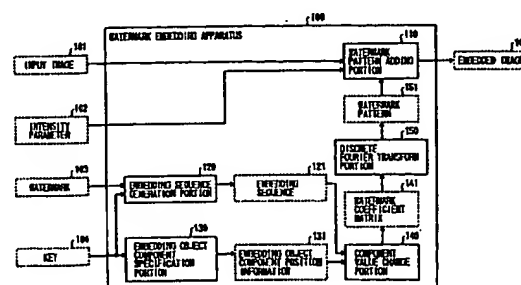 100
WATERMARK EMBEDDING APPARATUS
101
INPUT IMAGE
110
WATERMARK
PATTERN ADDING
PORTION
EMBEDDED IMAGE
151
WATERMARK
PATTERN
102
INTENSITY
PARAMETER
150
DISCRETE
FOURIER TRANSFORM
PORTION
103
WATERMARK
120
EMBEDDING SEQUENCE
GENERATION PORTION
121
EMBEDDING
SEQUENCE
141
WATERMARK
COEFFICIENT
MATRIX
104
KEY
130
EMBEDDING OBJECT
COMPONENT
SPECIFICATION
PORTION
131
EMBEDDING OBJECT
COMPONENT POSITION
INFORMATION
140
COMPONENT
VALUE CHANGE
PORTION